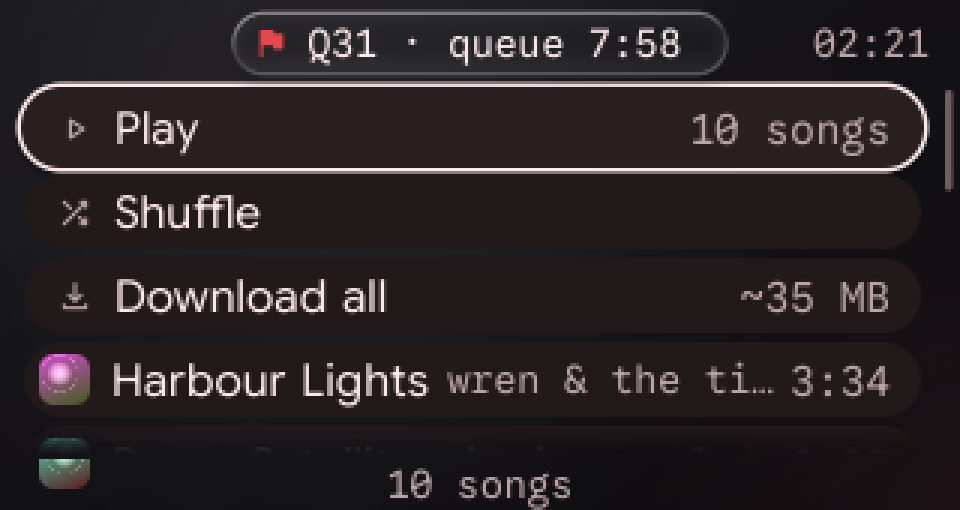 Q31 · queue 7:58 02:21
Play 10 songs
Shuffle
Download all ~35 MB
Harbour Lights wren & the ti… 3:34
10 songs